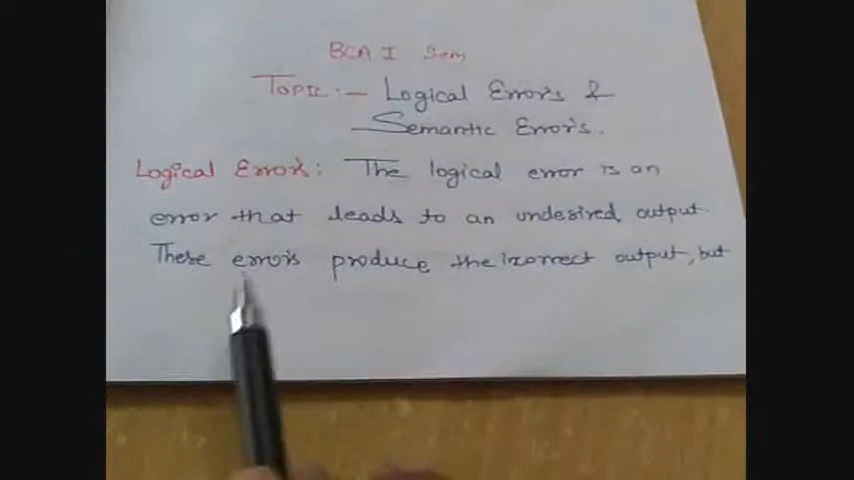 BCA I Sem
Topic :- Logical Errors &
Semantic Errors.
Logical Errors: The logical error is an
error that leads to an undesired output
These errors produce the incorrect output, but